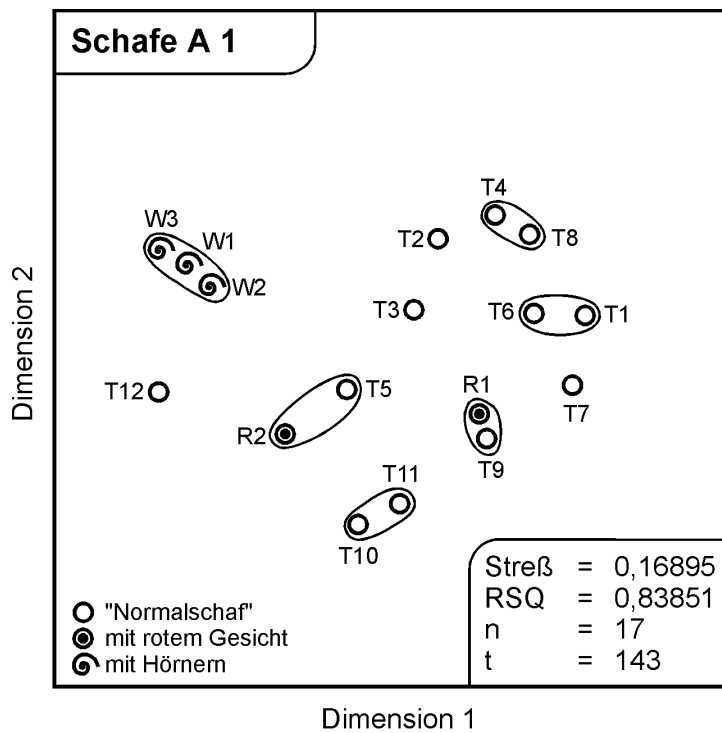 Schafe A 1
T4
W3
W1
T2
T8
W2
T3
T6
T1
T12
T5
R1
T7
R2
T9
T11
T10
Streß = 0,16895
RSQ = 0,83851
n = 17
t = 143
"Normalschaf"
mit rotem Gesicht
mit Hörnern
Dimension 2
Dimension 1